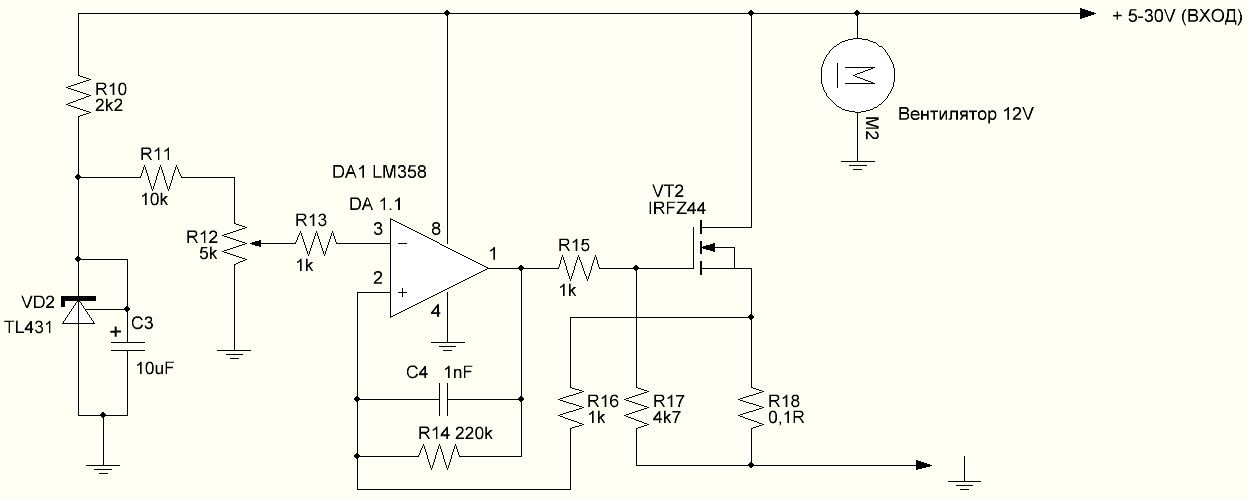 + 5-30V (ВХОД)
R10
2k2
Вентилятор 12V
M2
R11
10k
DA1 LM358
DA 1.1
VT2
IRFZ44
R12
5k
R13
1k
3
8
−
2
+
1
4
R15
1k
VD2
TL431
+
C3
10uF
C4 1nF
R14 220k
R16
1k
R17
4k7
R18
0,1R